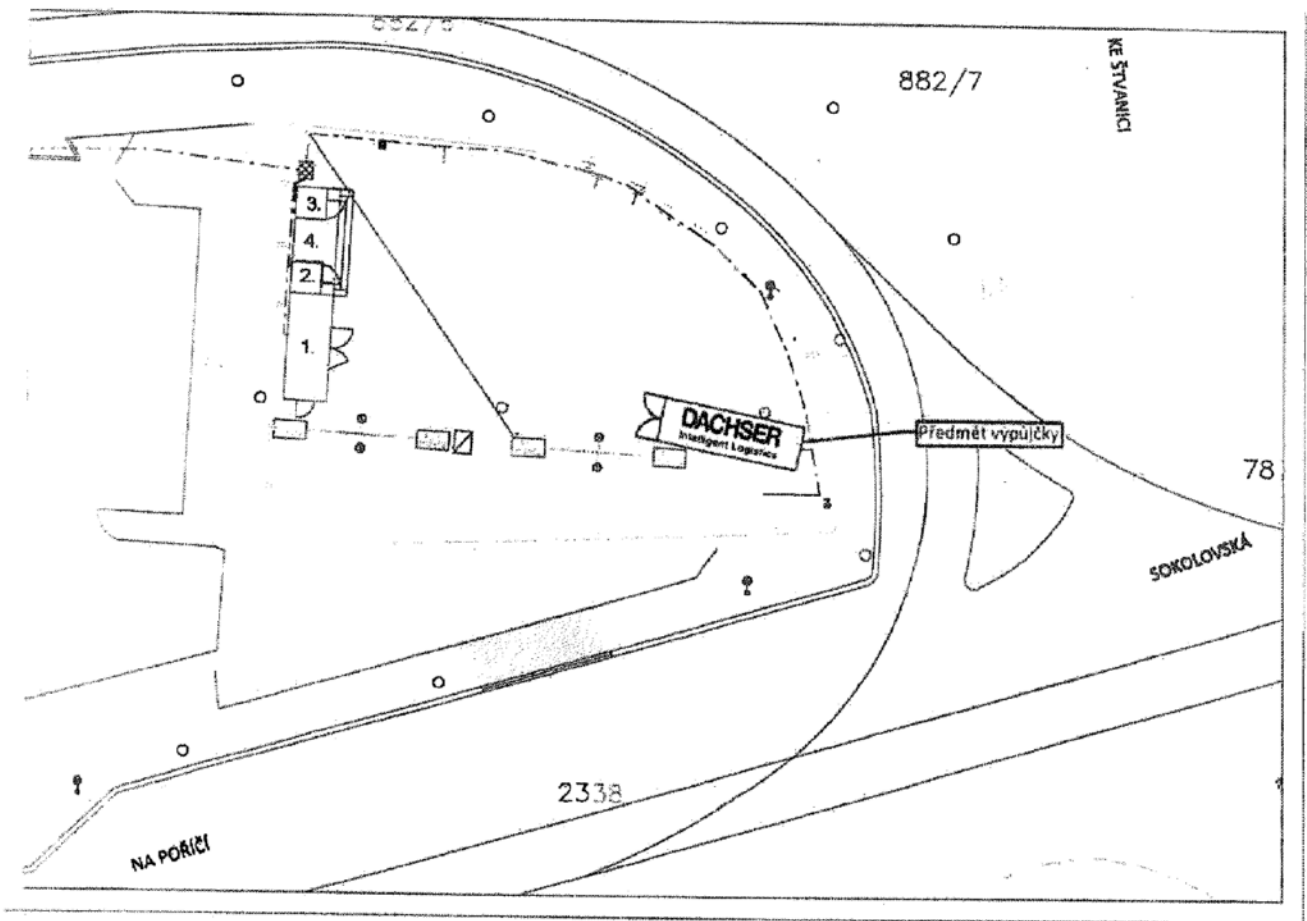 882/7
KE ŠTVANICI
3.
4.
2.
1.
DACHSER
Intelligent Logistics
Předmět výpůjčky
78
SOKOLOVSKÁ
2338
NA POŘÍČÍ